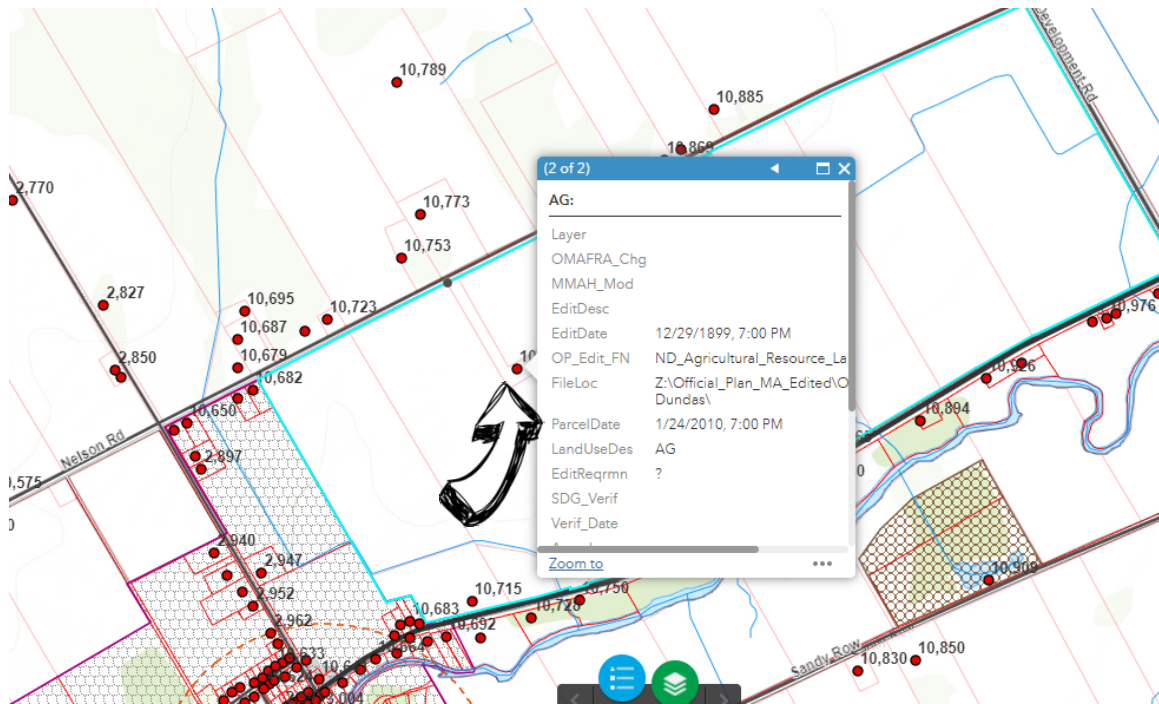 Development Rd
10,789
10,885
10,869
(2 of 2)
2,770
AG:
10,773
Layer
10,753
OMAFRA_Chg
MMAH_Mod
2,827
10,695
10,723
EditDesc
10,976
10,687
EditDate 12/29/1899, 7:00 PM
2,850
10,679
OP_Edit_FN ND_Agricultural_Resource_La
10,926
10,682
FileLoc Z:\Official_Plan_MA_Edited\O
Dundas\
10,650
10,894
ParcelDate 1/24/2010, 7:00 PM
Nelson Rd
2,897
LandUseDes AG
EditReqrmn ?
0,575
SDG_Verif
Verif_Date
2,940
2,947
Zoom to
10,909
2,952
10,715
10,750
10,683
10,728
2,962
10,692
Sandy Row
10,850
10,830